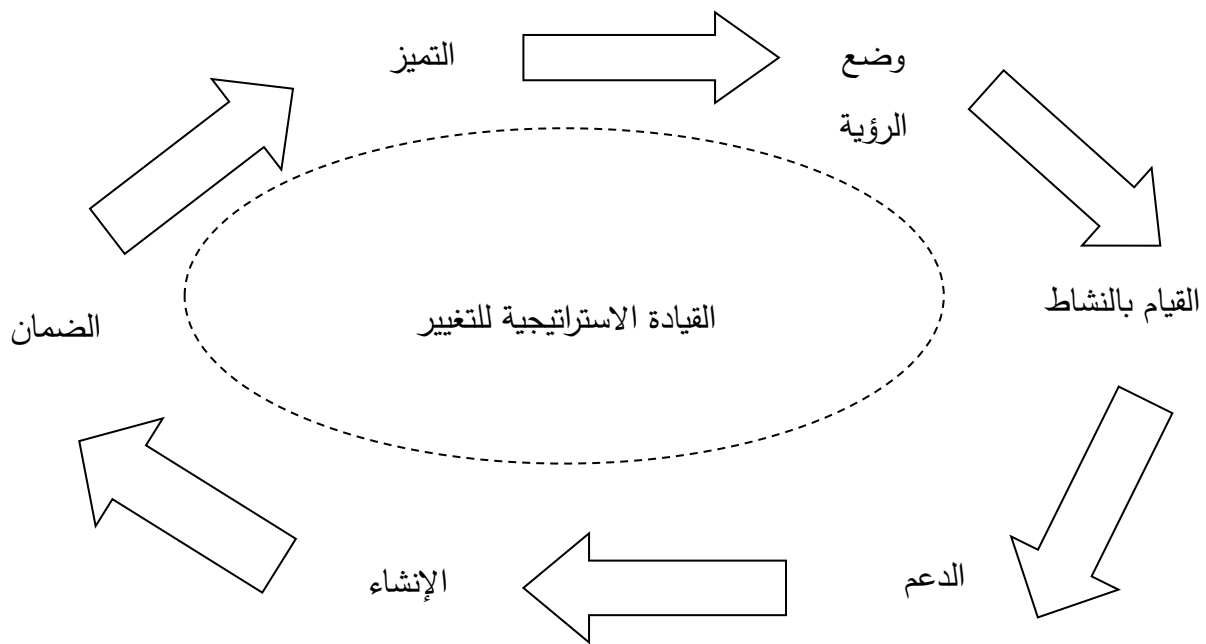 التميز
وضع
الرؤية
القيام بالنشاط
القيادة الاستراتيجية للتغيير
الضمان
الدعم
الإنشاء